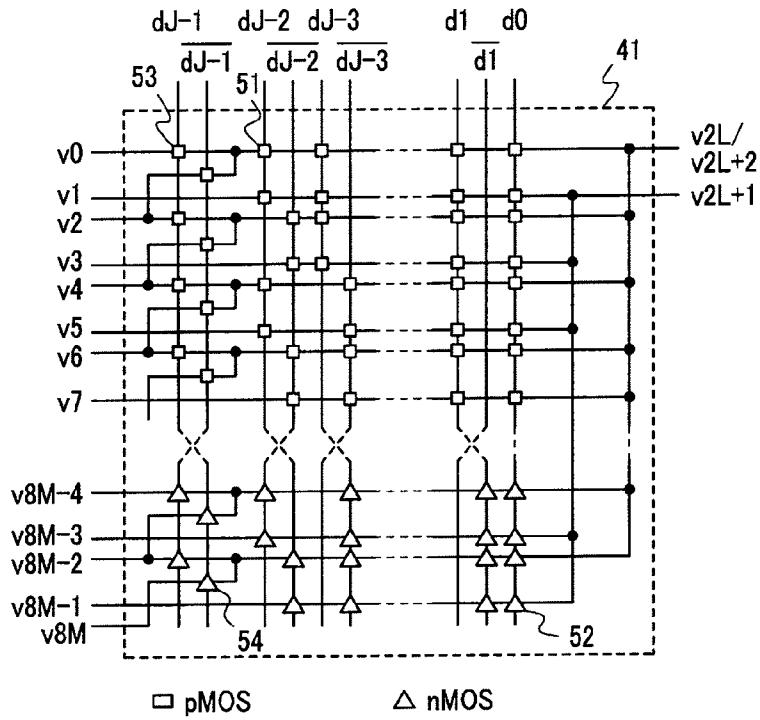 dJ-1 dJ-2 dJ-3 d1 d0
dJ-1 dJ-2 dJ-3 d1
53 51 41
v0
v2L/
v2L+2
v1
v2L+1
v2
v3
v4
v5
v6
v7
v8M-4
v8M-3
v8M-2
v8M-1
v8M
54 52
pMOS nMOS